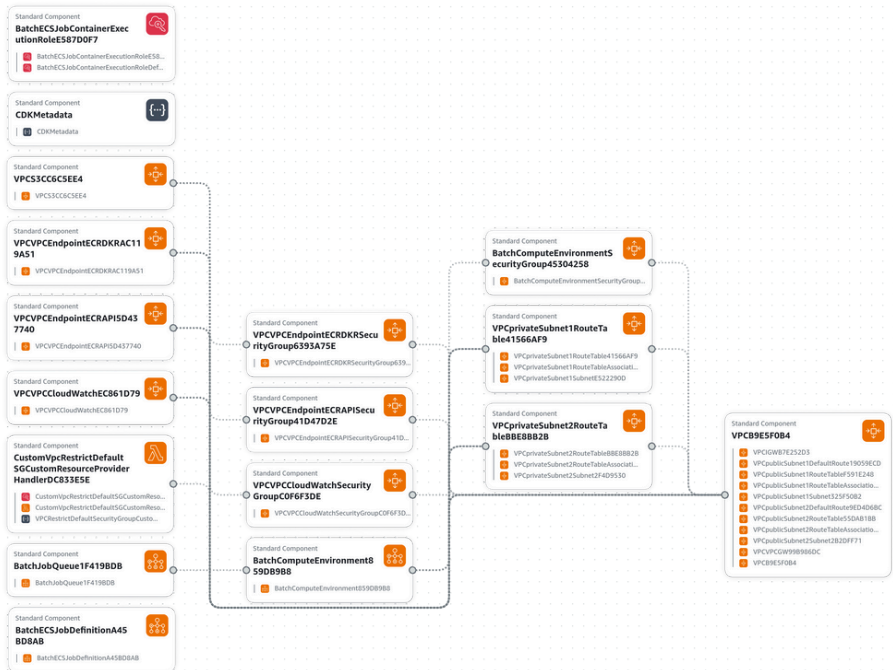 Standard Component
BatchECSJobContainerExec
utionRoleE587D0F7
BatchECSJobContainerExecutionRoleE58...
BatchECSJobContainerExecutionRoleDef...
Standard Component
CDKMetadata
CDKMetadata
Standard Component
VPCS3CC6C5EE4
VPCS3CC6C5EE4
Standard Component
VPCVPCEndpointECRDKRAC11
9A51
VPCVPCEndpointECRDKRAC119A51
Standard Component
VPCVPCEndpointECRAPI5D43
7740
VPCVPCEndpointECRAPI5D437740
Standard Component
VPCVPCCloudWatchEC861D79
VPCVPCCloudWatchEC861D79
Standard Component
CustomVpcRestrictDefault
SGCustomResourceProvider
HandlerDC833E5E
CustomVpcRestrictDefaultSGCustomReso...
CustomVpcRestrictDefaultSGCustomReso...
VPCRestrictDefaultSecurityGroupCusto...
Standard Component
BatchJobQueue1F419BDB
BatchJobQueue1F419BDB
Standard Component
BatchECSJobDefinitionA45
BD8AB
BatchECSJobDefinitionA45BD8AB
Standard Component
VPCVPCEndpointECRDKRSecu
rityGroup6393A75E
VPCVPCEndpointECRDKRSecurityGroup639...
Standard Component
VPCVPCEndpointECRAPISecu
rityGroup41D47D2E
VPCVPCEndpointECRAPISecurityGroup41D...
Standard Component
VPCVPCCloudWatchSecurity
GroupC0F6F3DE
VPCVPCCloudWatchSecurityGroupC0F6F3D...
Standard Component
BatchComputeEnvironment8
59DB9B8
BatchComputeEnvironment859DB9B8
Standard Component
BatchComputeEnvironmentS
ecurityGroup45304258
BatchComputeEnvironmentSecurityGroup...
Standard Component
VPCprivateSubnet1RouteTa
ble41566AF9
VPCprivateSubnet1RouteTable41566AF9
VPCprivateSubnet1RouteTableAssociati...
VPCprivateSubnet1SubnetE522290D
Standard Component
VPCprivateSubnet2RouteTa
bleBBE8BB2B
VPCprivateSubnet2RouteTableBBE8BB2B
VPCprivateSubnet2RouteTableAssociati...
VPCprivateSubnet2Subnet2F4D9530
Standard Component
VPCB9E5F0B4
VPCIGWB7E252D3
VPCpublicSubnet1DefaultRoute19059ECD
VPCpublicSubnet1RouteTableF591E248
VPCpublicSubnet1RouteTableAssociatio...
VPCpublicSubnet1Subnet325F50B2
VPCpublicSubnet2DefaultRoute9ED4D6BC
VPCpublicSubnet2RouteTable55DAB1BB
VPCpublicSubnet2RouteTableAssociatio...
VPCpublicSubnet2Subnet2B2DFF71
VPCVPCGW99B986DC
VPCB9E5F0B4